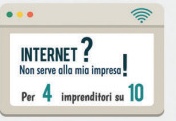 INTERNET?
Non serve alla mia impresa!
Per 4 imprenditori su 10